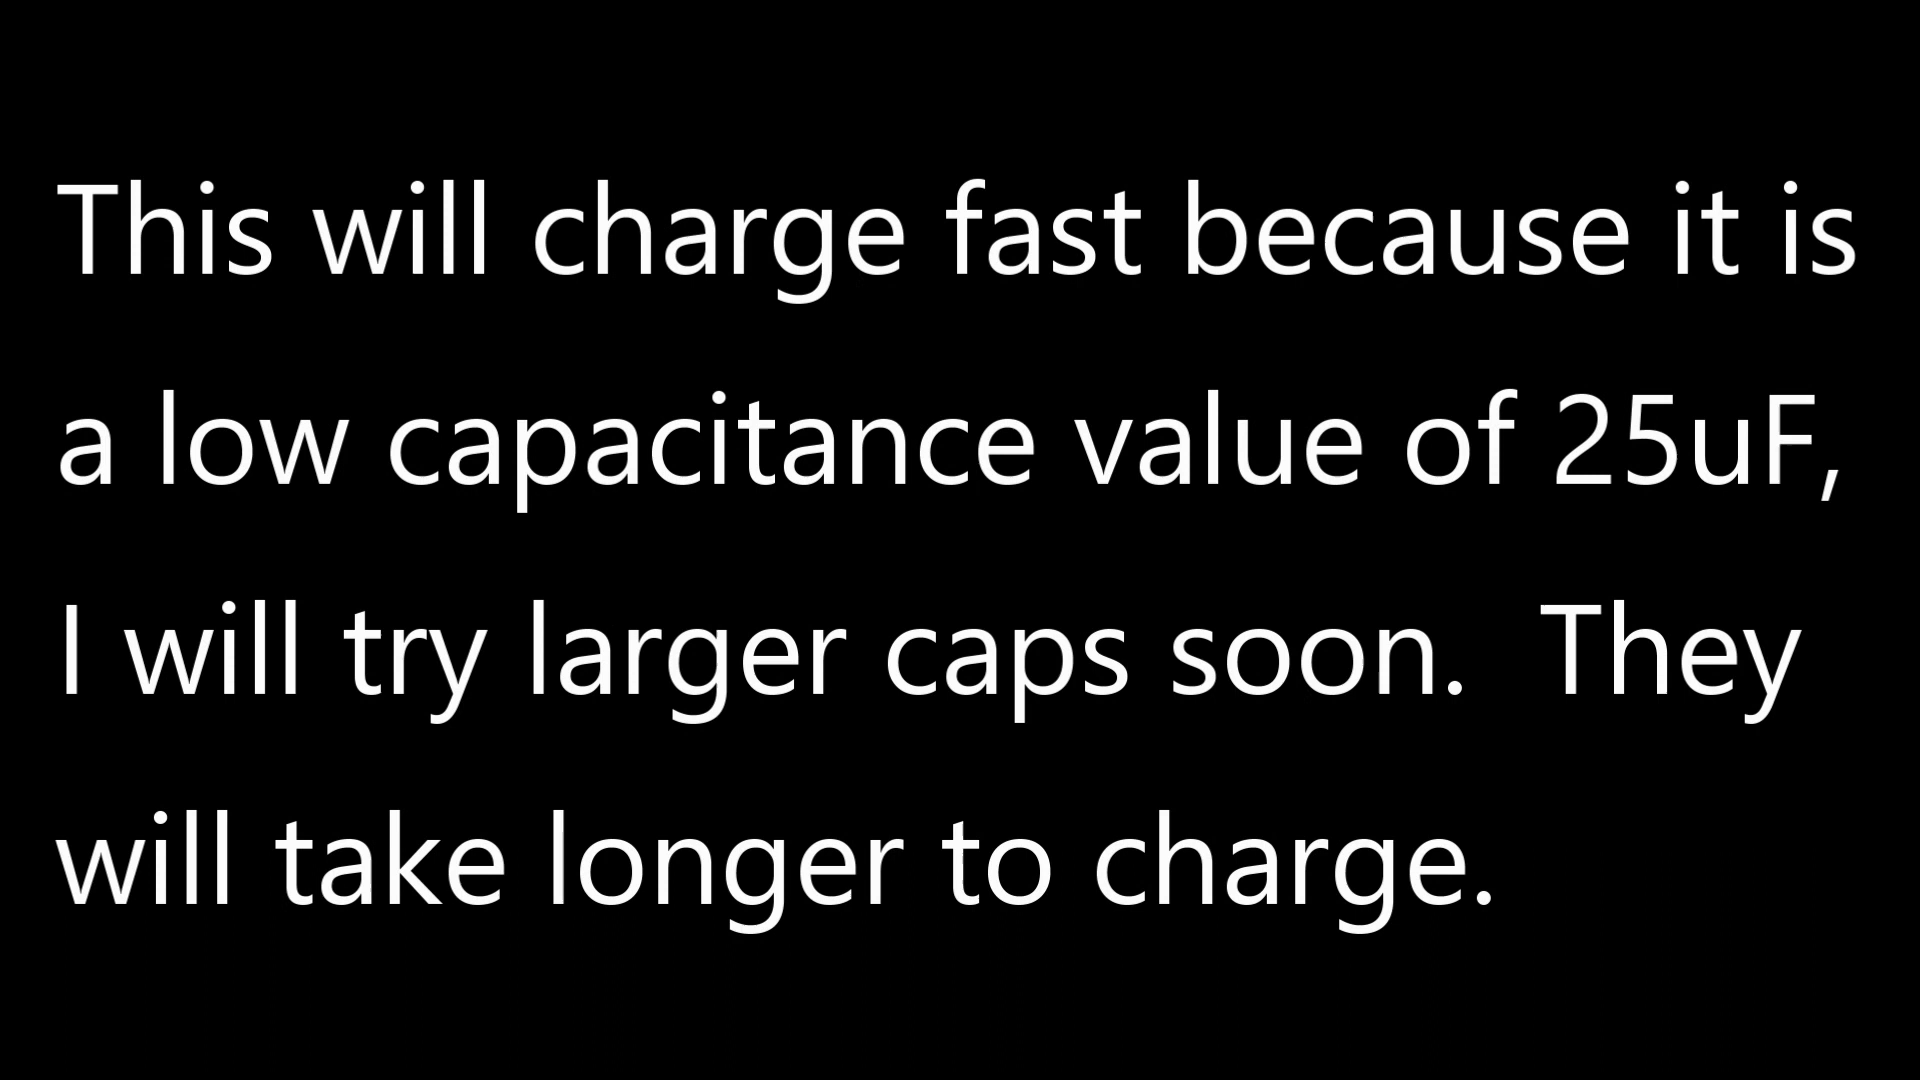 This will charge fast because it is
a low capacitance value of 25uF,
I will try larger caps soon.  They
will take longer to charge.